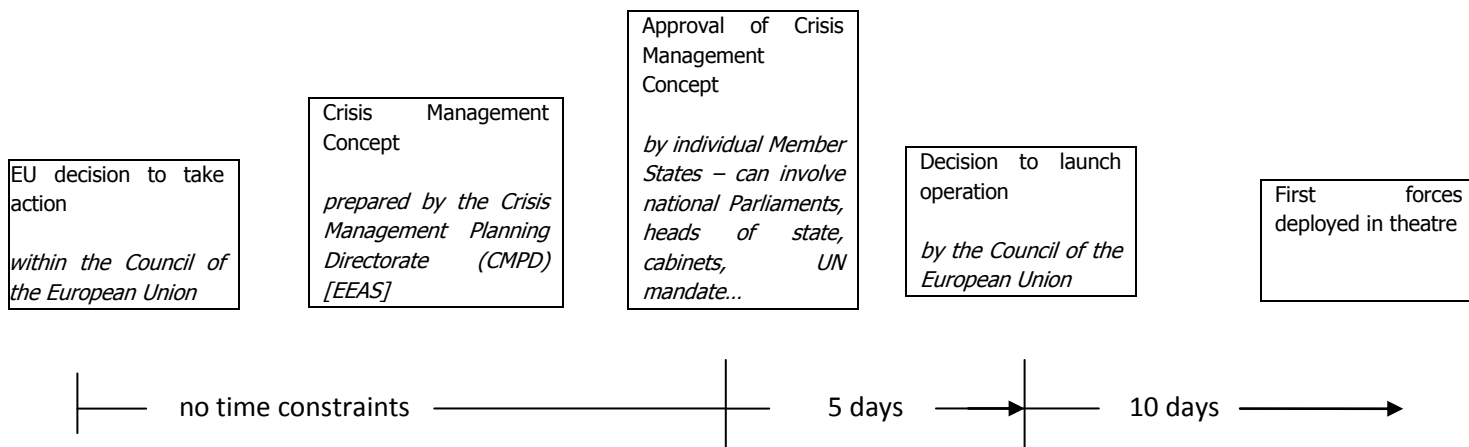 EU decision to take
action
within the Council of
the European Union
Crisis Management
Concept
prepared by the Crisis
Management Planning
Directorate (CMPD)
[EEAS]
Approval of Crisis
Management
Concept
by individual Member
States – can involve
national Parliaments,
heads of state,
cabinets, UN
mandate…
Decision to launch
operation
by the Council of the
European Union
First forces
deployed in theatre
no time constraints
5 days
10 days